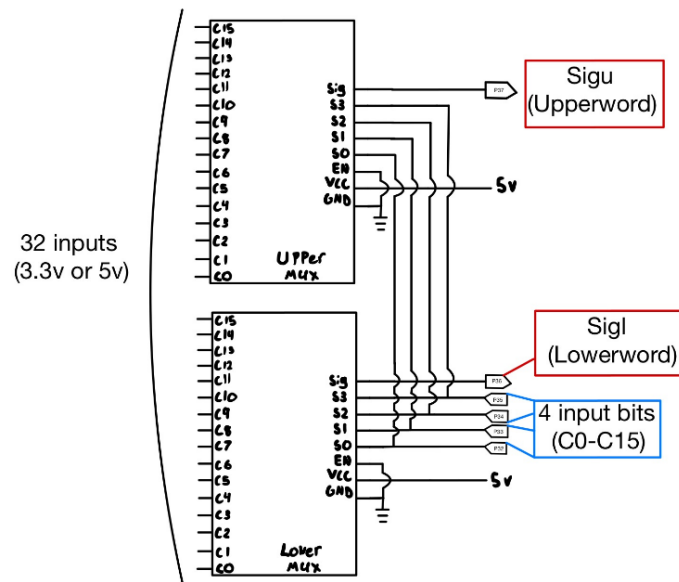 32 inputs
(3.3v or 5v)
C15
C14
C13
C12
C11
C10
C9
C8
C7
C6
C5
C4
C3
C2
C1
C0
Sig
S3
S2
S1
S0
EN
VCC
GND
UPPer
MUX
P37
5v
Sigu
(Upperword)
C15
C14
C13
C12
C11
C10
C9
C8
C7
C6
C5
C4
C3
C2
C1
C0
Sig
S3
S2
S1
S0
EN
VCC
GND
Lower
MUX
P36
P35
P34
P33
P32
5v
Sigl
(Lowerword)
4 input bits
(C0-C15)